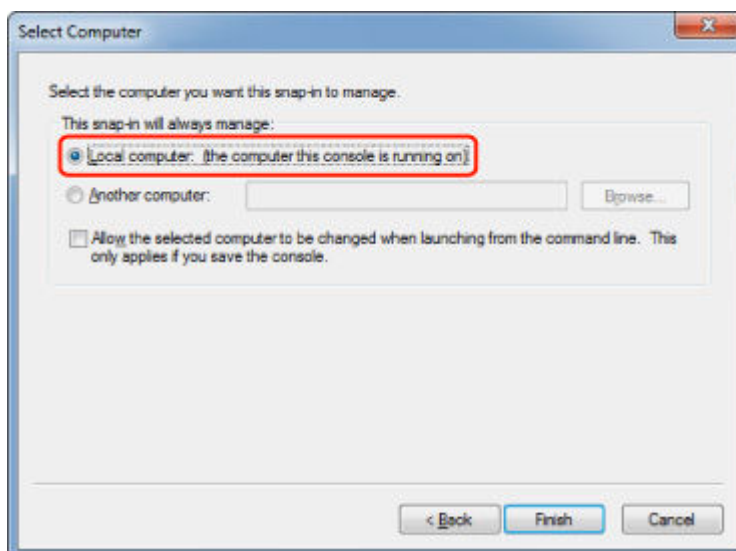 Select Computer
Select the computer you want this snap-in to manage.
This snap-in will always manage:
Local computer: (the computer this console is running on)
Another computer:
Browse...
Allow the selected computer to be changed when launching from the command line. This
only applies if you save the console.
< Back
Finish
Cancel